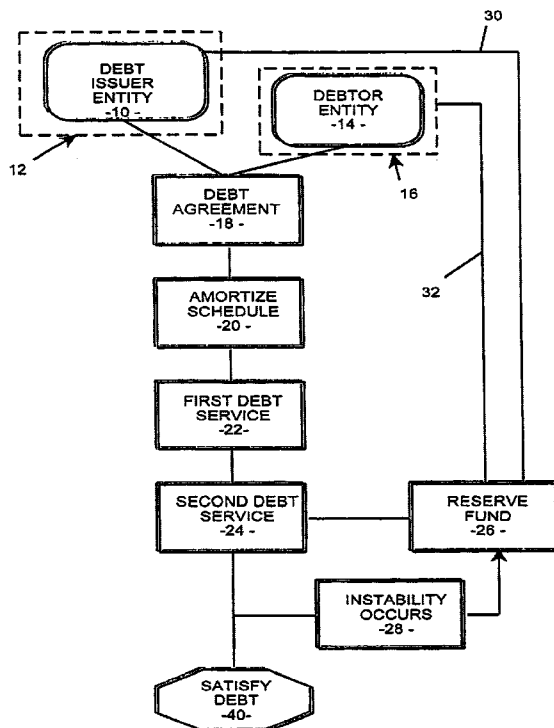 30
DEBT
ISSUER
ENTITY
-10 -
DEBTOR
ENTITY
-14 -
12
16
DEBT
AGREEMENT
-18 -
32
AMORTIZE
SCHEDULE
-20 -
FIRST DEBT
SERVICE
-22-
SECOND DEBT
SERVICE
-24 -
RESERVE
FUND
-26 -
INSTABILITY
OCCURS
-28 -
SATISFY
DEBT
-40-